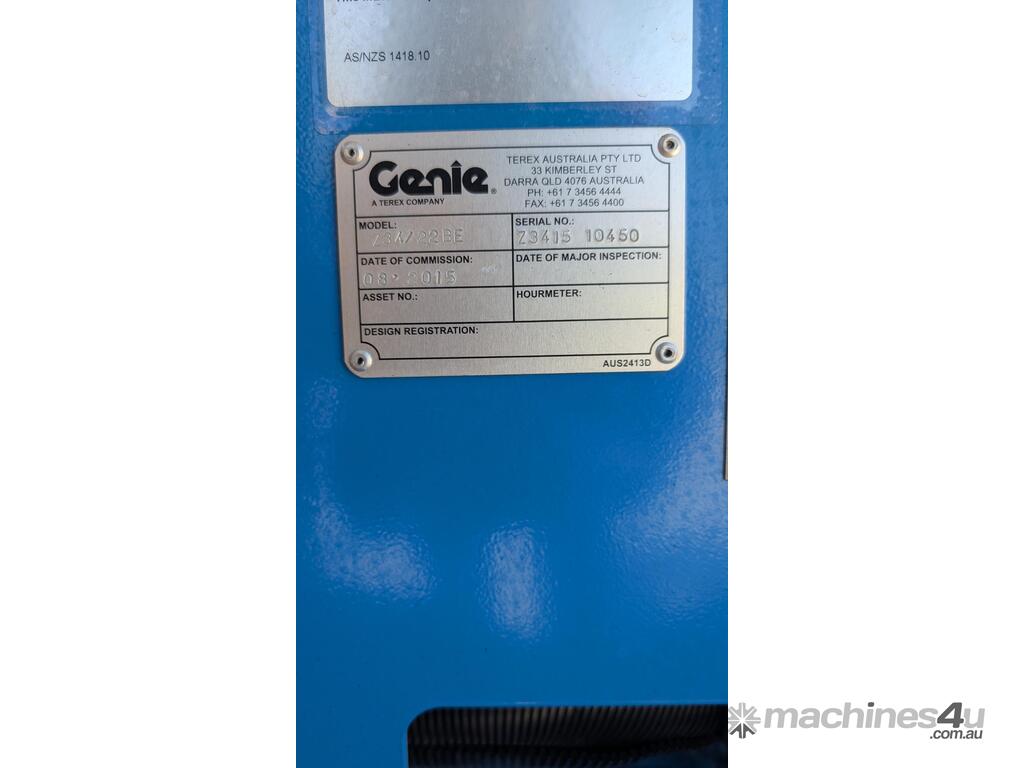 AS/NZS 1418.10
Genie®
A TEREX COMPANY
TEREX AUSTRALIA PTY LTD
33 KIMBERLEY ST
DARRA QLD 4076 AUSTRALIA
PH: +61 7 3456 4444
FAX: +61 7 3456 4400
MODEL:
Z34/22BE
SERIAL NO.:
Z3415 10450
DATE OF COMMISSION:
08 2015
DATE OF MAJOR INSPECTION:
ASSET NO.:
HOURMETER:
DESIGN REGISTRATION:
AUS2413D
machines4u
.com.au